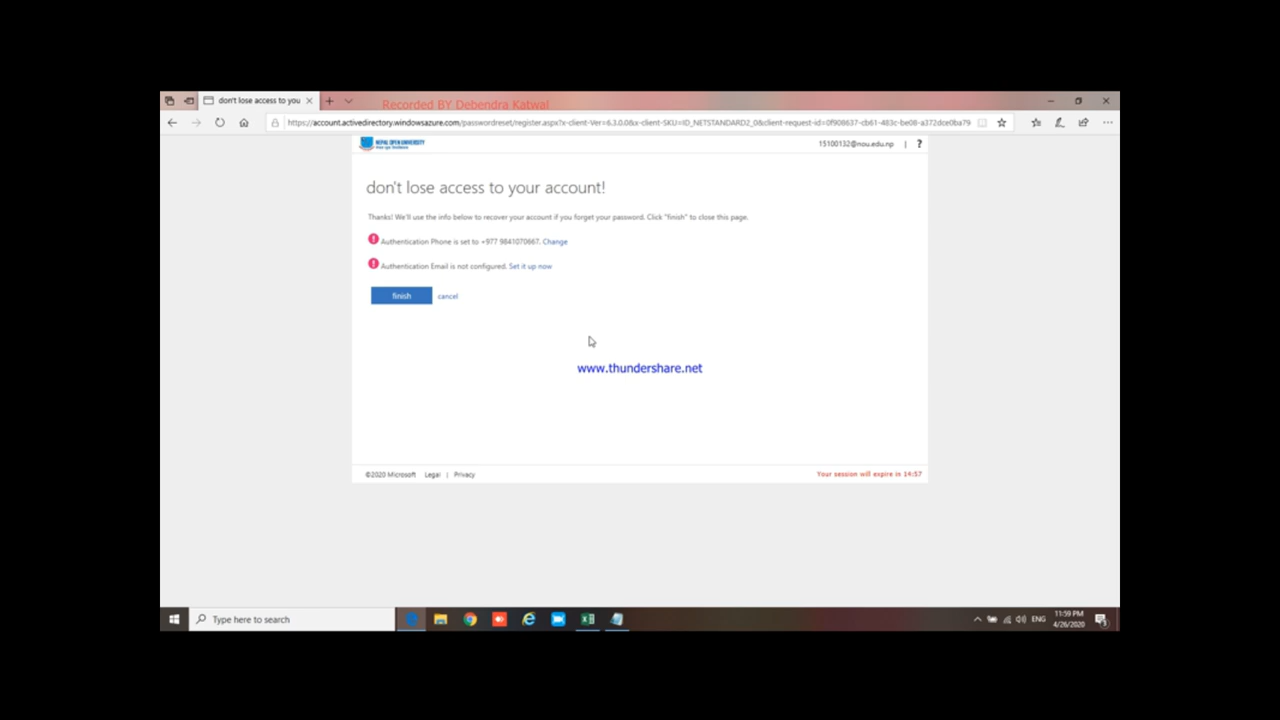 don't lose access to you
Recorded BY Debendra Katwal
https://account.activedirectory.windowsazure.com/passwordreset/register.aspx?x-client-Ver=6.3.0.0&x-client-SKU=ID_NETSTANDARD2_0&client-request-id=0f908637-cb61-483c-be08-a372dce0ba79
NEPAL OPEN UNIVERSITY
15100132@nou.edu.np | ?
don't lose access to your account!
Thanks! We'll use the info below to recover your account if you forget your password. Click "finish" to close this page.
Authentication Phone is set to +977 9841070667. Change
Authentication Email is not configured. Set it up now
finish cancel
www.thundershare.net
©2020 Microsoft Legal | Privacy
Your session will expire in 14:57
Type here to search
ENG
11:59 PM
4/26/2020